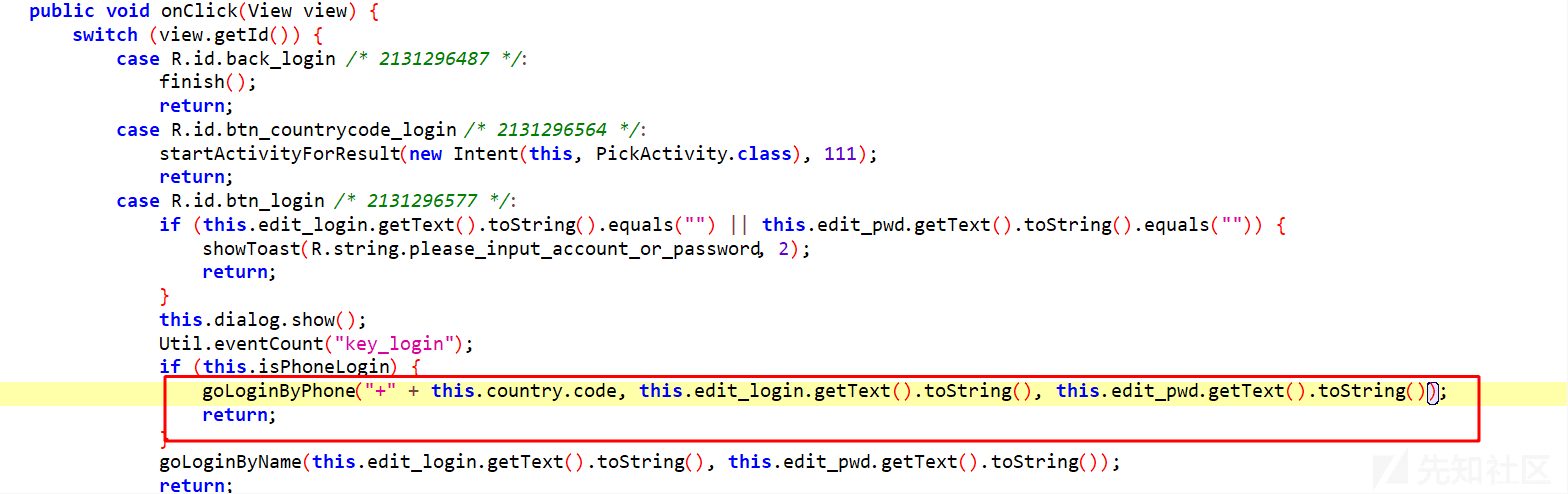 public void onClick(View view) {
switch (view.getId()) {
case R.id.back_login /* 2131296487 */:
finish();
return;
case R.id.btn_countrycode_login /* 2131296564 */:
startActivityForResult(new Intent(this, PickActivity.class), 111);
return;
case R.id.btn_login /* 2131296577 */:
if (this.edit_login.getText().toString().equals("") || this.edit_pwd.getText().toString().equals("")) {
showToast(R.string.please_input_account_or_password, 2);
return;
}
this.dialog.show();
Util.eventCount("key_login");
if (this.isPhoneLogin) {
goLoginByPhone("+" + this.country.code, this.edit_login.getText().toString(), this.edit_pwd.getText().toString());
return;
}
goLoginByName(this.edit_login.getText().toString(), this.edit_pwd.getText().toString());
return;
先知社区